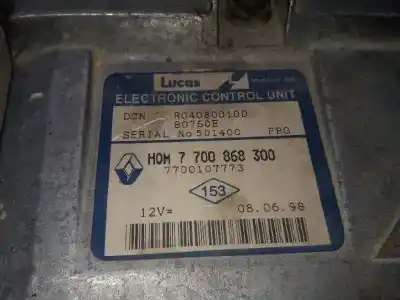 Lucas
ELECTRONIC CONTROL UNIT
DCN R04080010D
80760E
SERIAL No 501400 PRG
HOM 7 700 868 300
7700107773
153
12V= 08.06.98